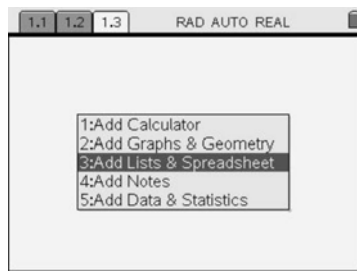 1.1 1.2 1.3 RAD AUTO REAL
1:Add Calculator
2:Add Graphs & Geometry
3:Add Lists & Spreadsheet
4:Add Notes
5:Add Data & Statistics